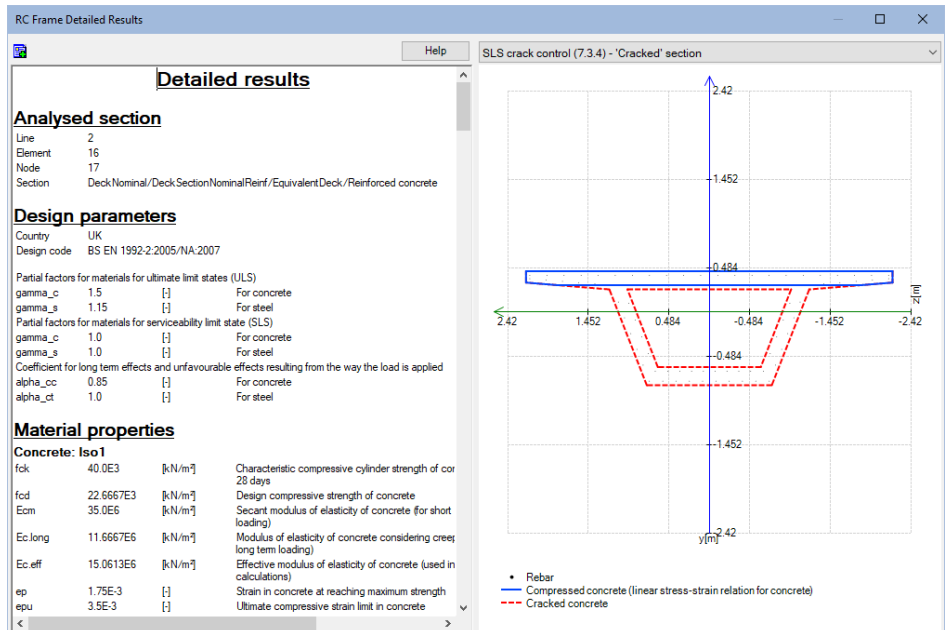 RC Frame Detailed Results
Help
SLS crack control (7.3.4) - 'Cracked' section
Detailed results
Analysed section
Line 2
Element 16
Node 17
Section DeckNominal/DeckSectionNominalReinf/EquivalentDeck/Reinforced concrete
Design parameters
Country UK
Design code BS EN 1992-2:2005/NA:2007
Partial factors for materials for ultimate limit states (ULS)
gamma_c 1.5 [-] For concrete
gamma_s 1.15 [-] For steel
Partial factors for materials for serviceability limit state (SLS)
gamma_c 1.0 [-] For concrete
gamma_s 1.0 [-] For steel
Coefficient for long term effects and unfavourable effects resulting from the way the load is applied
alpha_cc 0.85 [-] For concrete
alpha_ct 1.0 [-] For steel
Material properties
Concrete: Iso1
fck 40.0E3 [kN/m²] Characteristic compressive cylinder strength of cor
28 days
fcd 22.6667E3 [kN/m²] Design compressive strength of concrete
Ecm 35.0E6 [kN/m²] Secant modulus of elasticity of concrete (for short
loading)
Ec.long 11.6667E6 [kN/m²] Modulus of elasticity of concrete considering creep
long term loading)
Ec.eff 15.0613E6 [kN/m²] Effective modulus of elasticity of concrete (used in
calculations)
ep 1.75E-3 [-] Strain in concrete at reaching maximum strength
epu 3.5E-3 [-] Ultimate compressive strain limit in concrete
2.42
1.452
0.484
z[m]
2.42 1.452 0.484 -0.484 -1.452 -2.42
-0.484
-1.452
-2.42
y[m]
Rebar
Compressed concrete (linear stress-strain relation for concrete)
Cracked concrete